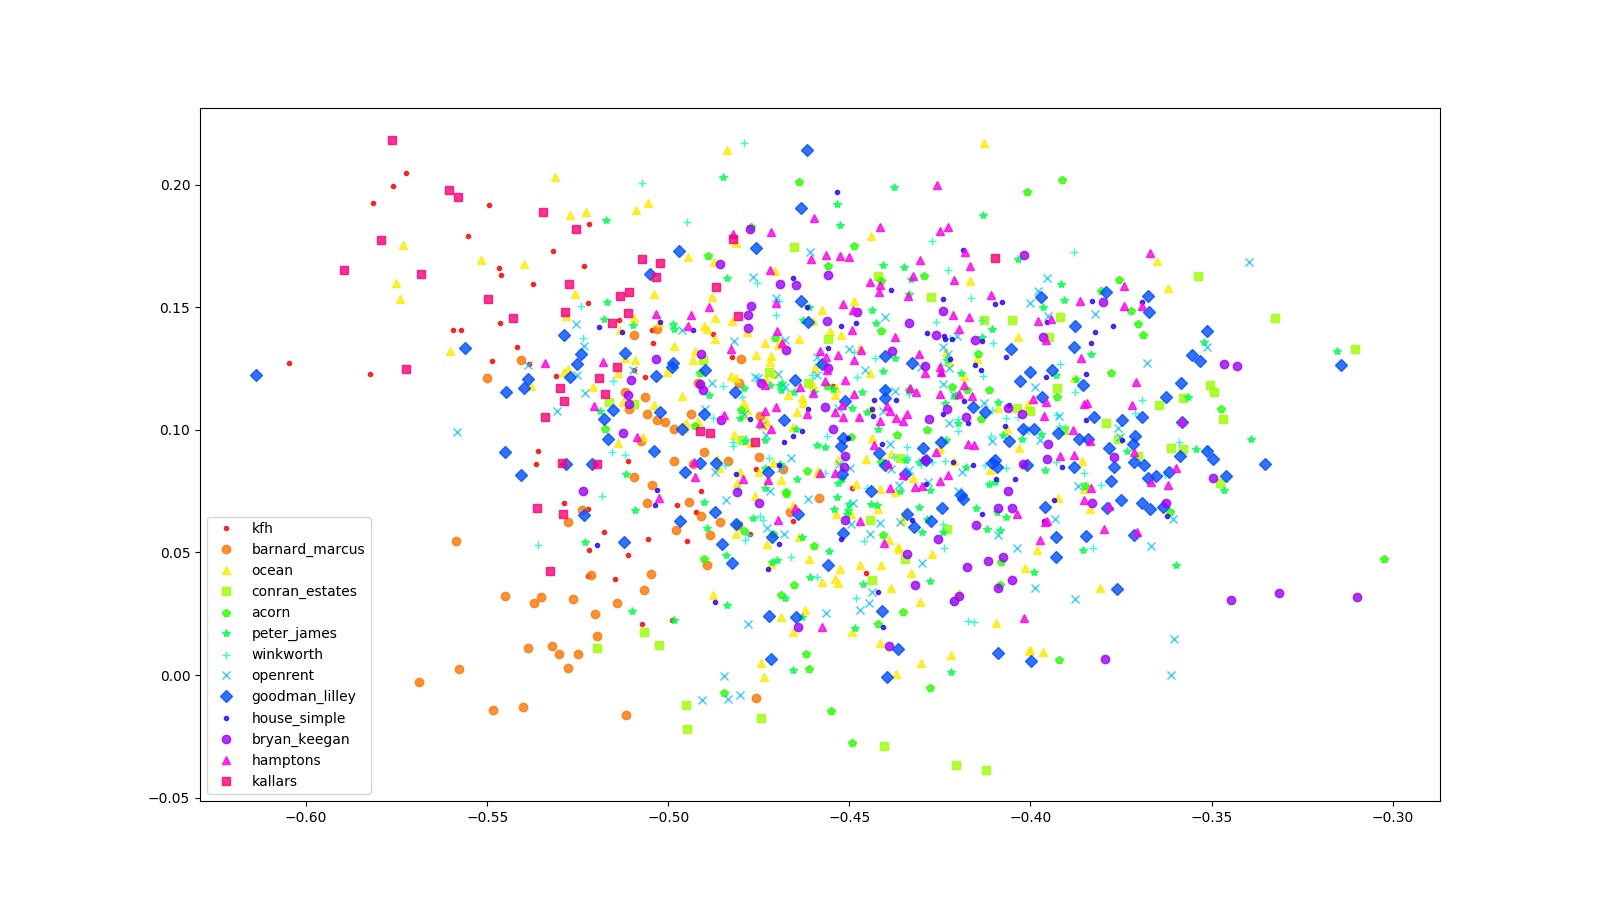 0.20
0.15
0.10
0.05
0.00
−0.05
kfh
barnard_marcus
ocean
conran_estates
acorn
peter_james
winkworth
openrent
goodman_lilley
house_simple
bryan_keegan
hamptons
kallars
−0.60 −0.55 −0.50 −0.45 −0.40 −0.35 −0.30